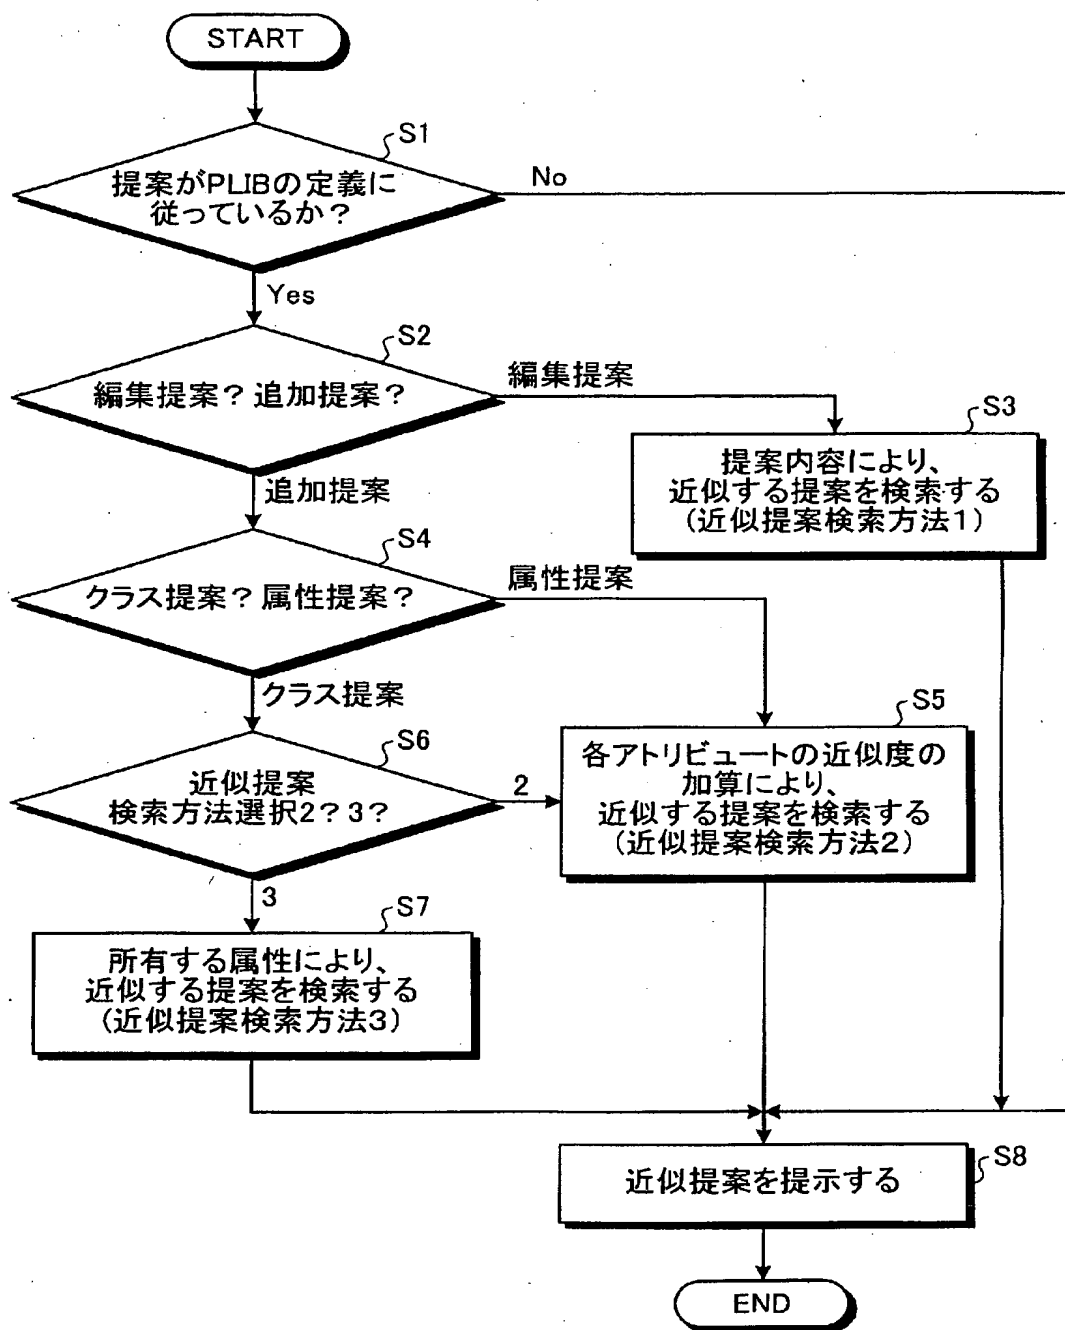 START
S1
提案がPLIBの定義に
従っているか？
No
Yes
S2
編集提案？追加提案？
編集提案
S3
提案内容により、
近似する提案を検索する
（近似提案検索方法1）
追加提案
S4
クラス提案？属性提案？
属性提案
クラス提案
S5
各アトリビュートの近似度の
加算により、
近似する提案を検索する
（近似提案検索方法2）
S6
近似提案
検索方法選択2？3？
2
3
S7
所有する属性により、
近似する提案を検索する
（近似提案検索方法3）
S8
近似提案を提示する
END